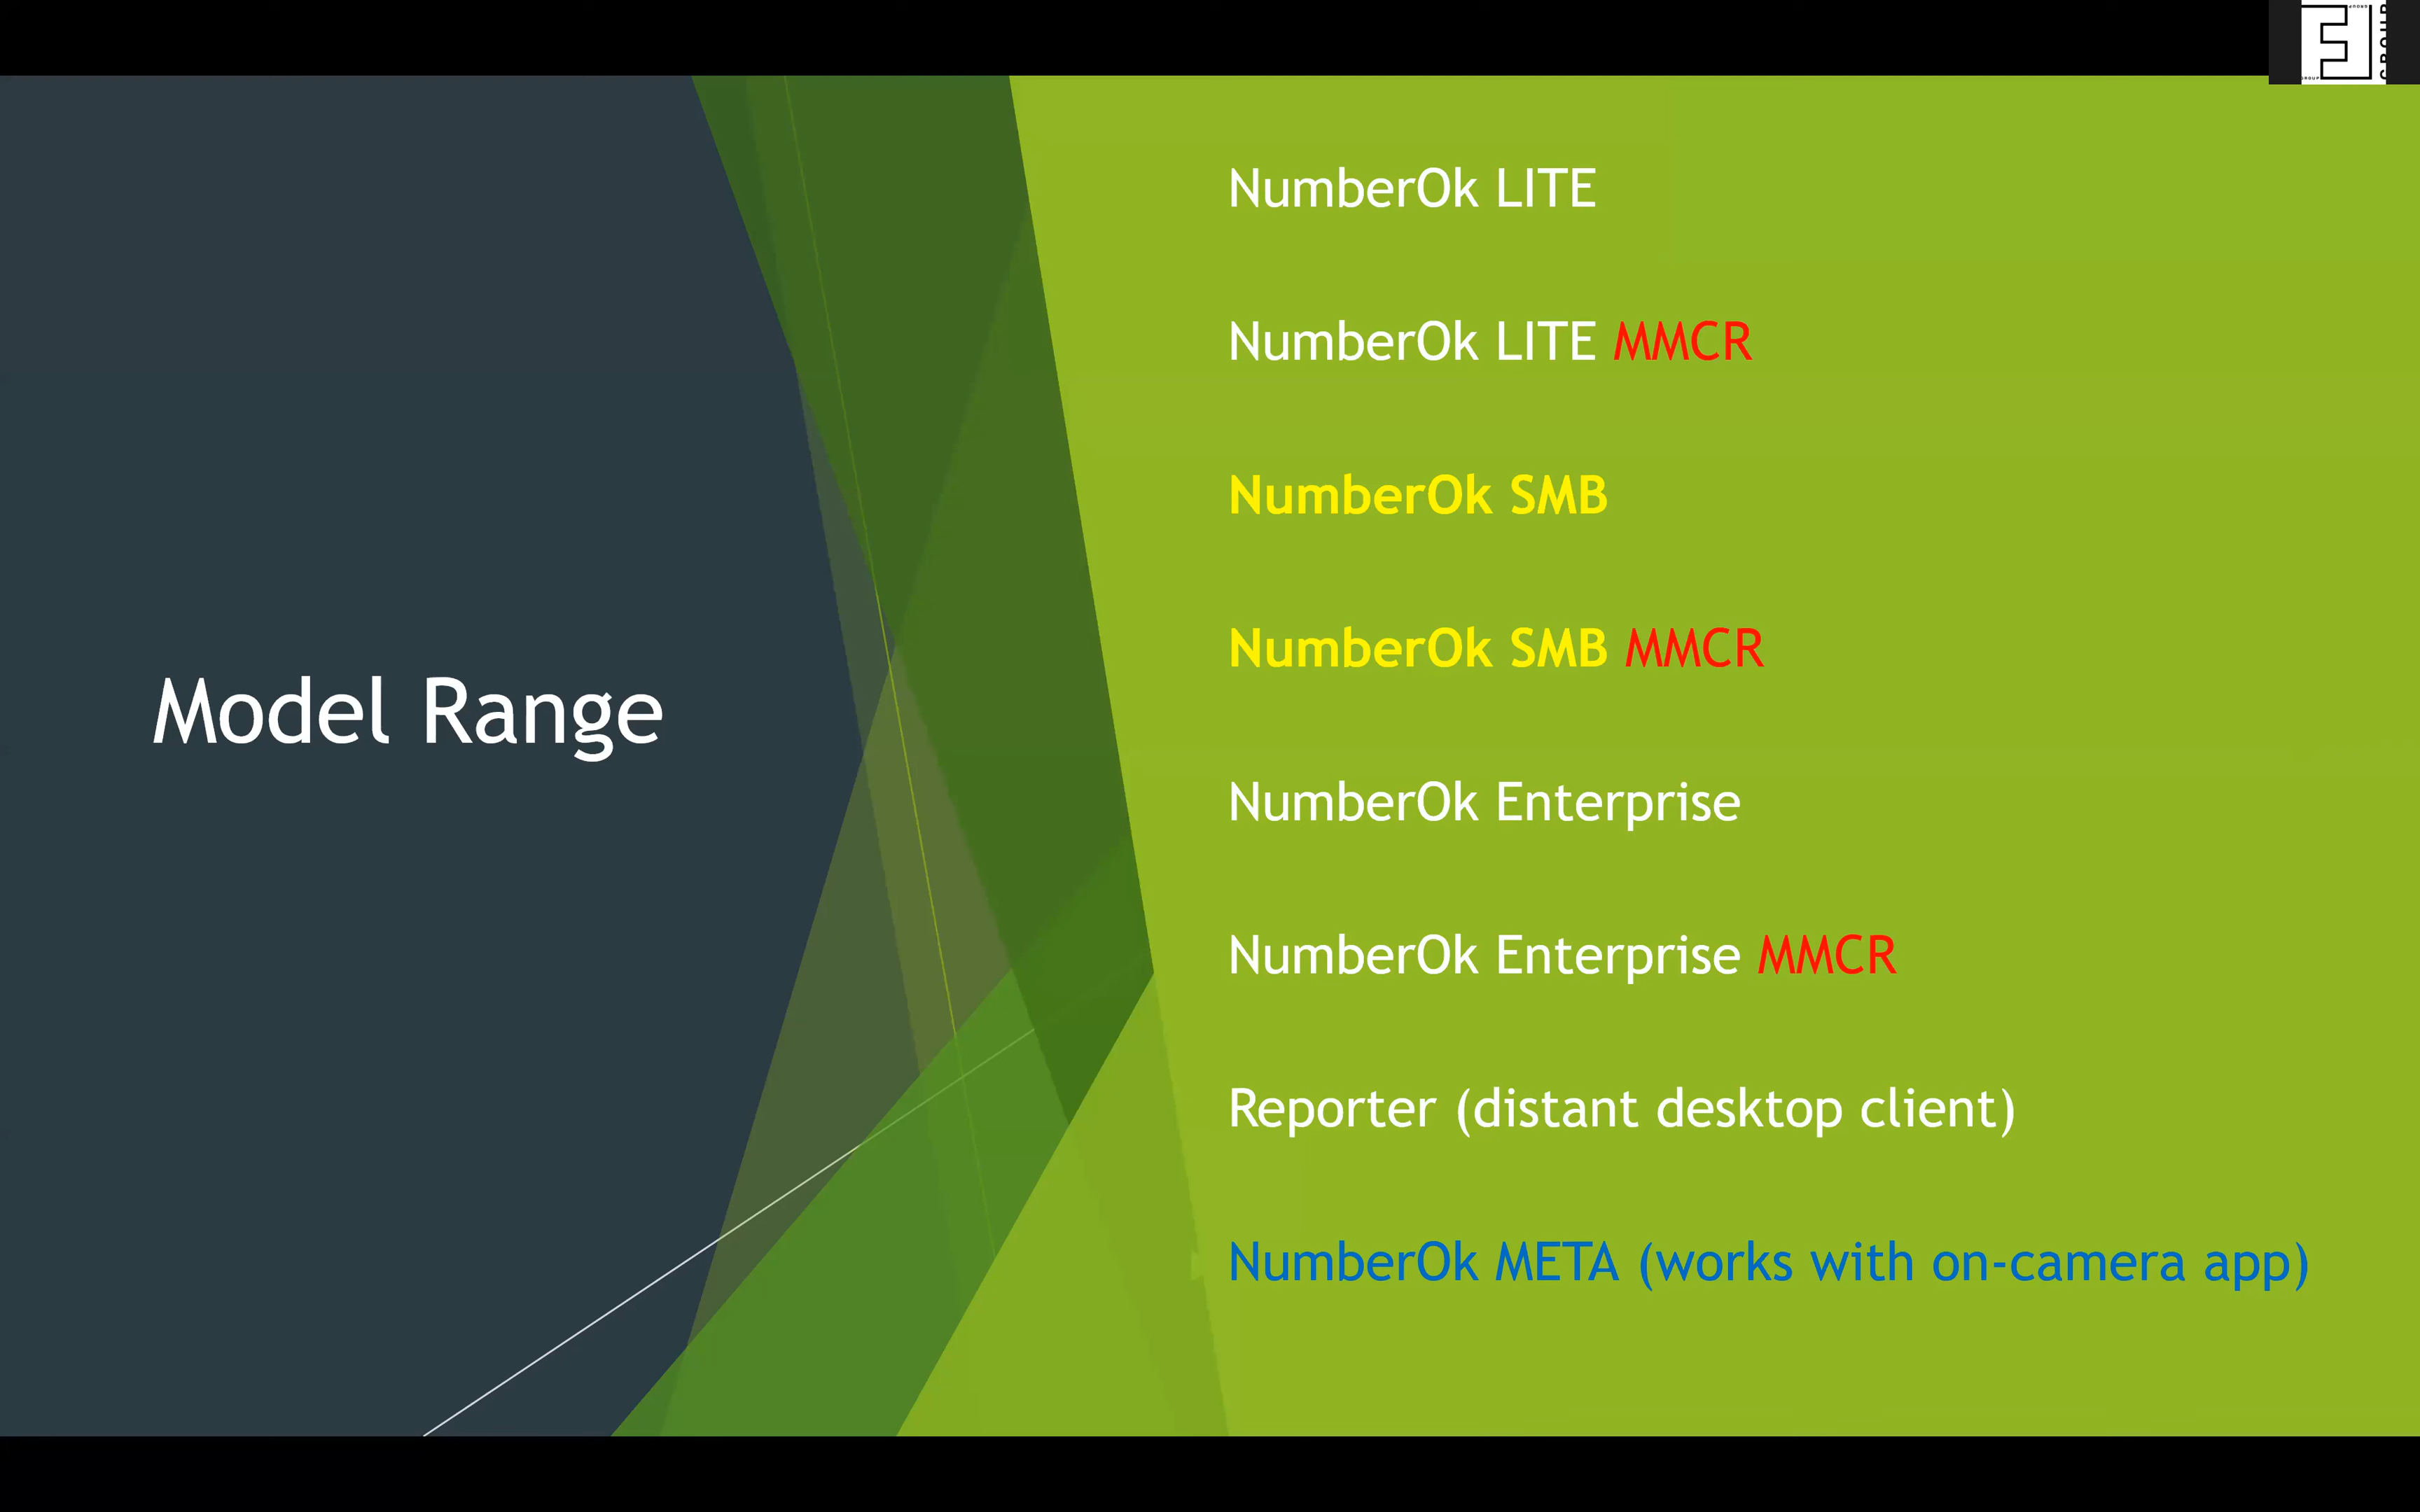 Model Range
NumberOk LITE
NumberOk LITE MMCR
NumberOk SMB
NumberOk SMB MMCR
NumberOk Enterprise
NumberOk Enterprise MMCR
Reporter (distant desktop client)
NumberOk META (works with on-camera app)
GROUP